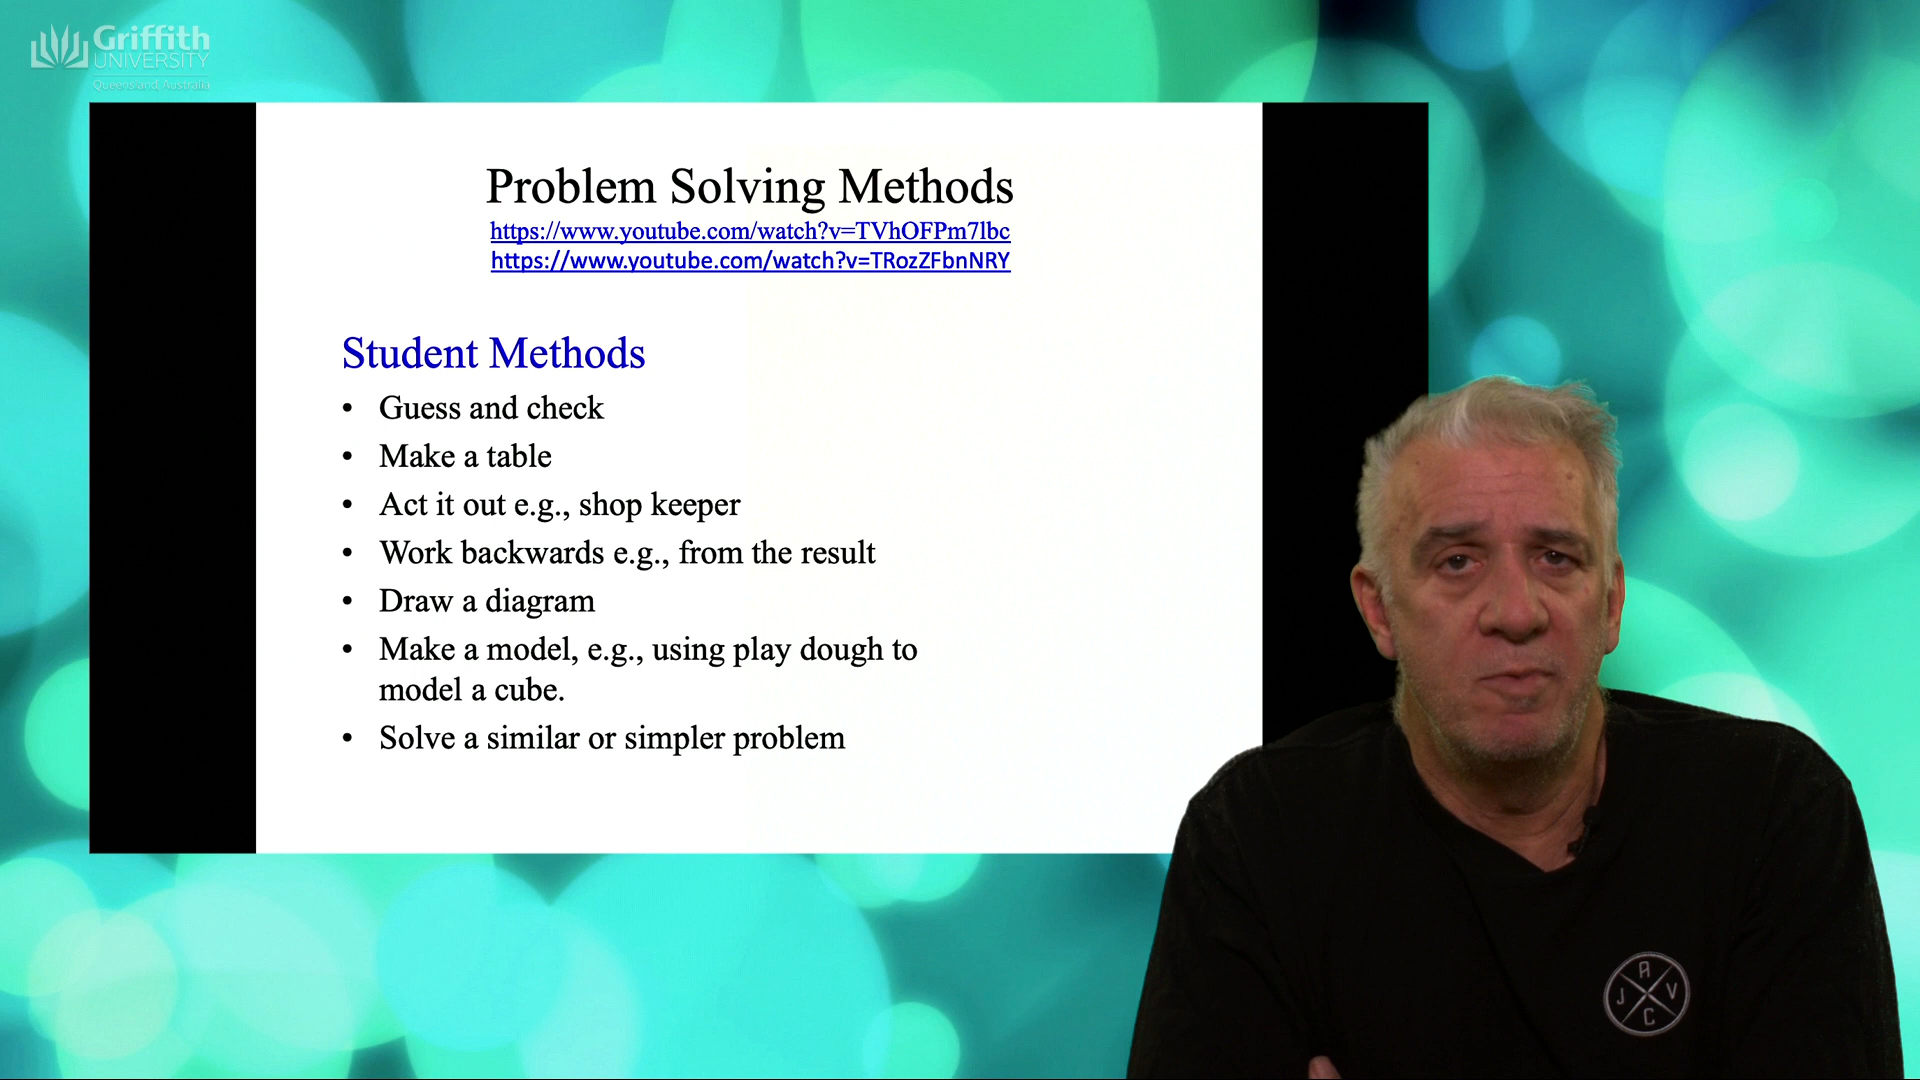 Griffith
UNIVERSITY
Queensland, Australia
Problem Solving Methods
https://www.youtube.com/watch?v=TVhOFPm7lbc
https://www.youtube.com/watch?v=TRozZFbnNRY
Student Methods
• Guess and check
• Make a table
• Act it out e.g., shop keeper
• Work backwards e.g., from the result
• Draw a diagram
• Make a model, e.g., using play dough to
model a cube.
• Solve a similar or simpler problem
A
J V
C